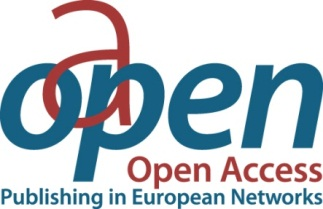 oapen
Open Access
Publishing in European Networks